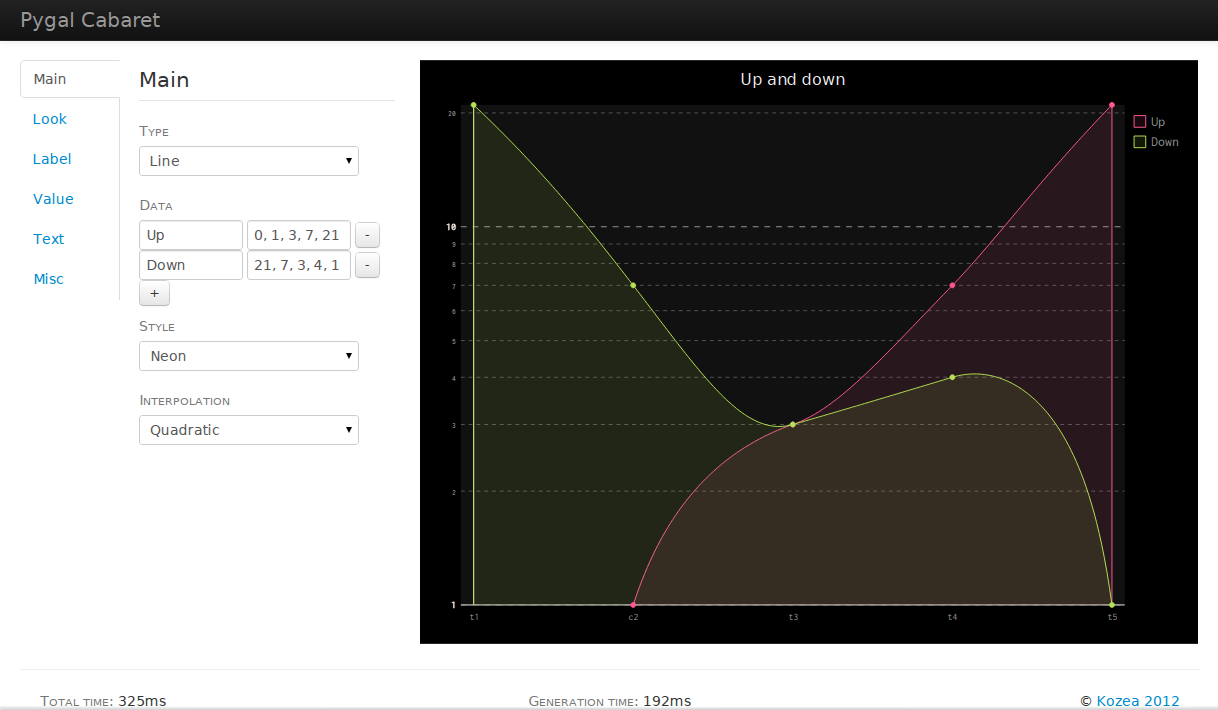 Pygal Cabaret
Main
Look
Label
Value
Text
Misc
Main
Type
Line
Data
Up 0, 1, 3, 7, 21 -
Down 21, 7, 3, 4, 1 -
+
Style
Neon
Interpolation
Quadratic
Up and down
20
10
9
8
7
6
5
4
3
2
1
t1 c2 t3 t4 t5
Up
Down
Total time: 325ms Generation time: 192ms © Kozea 2012